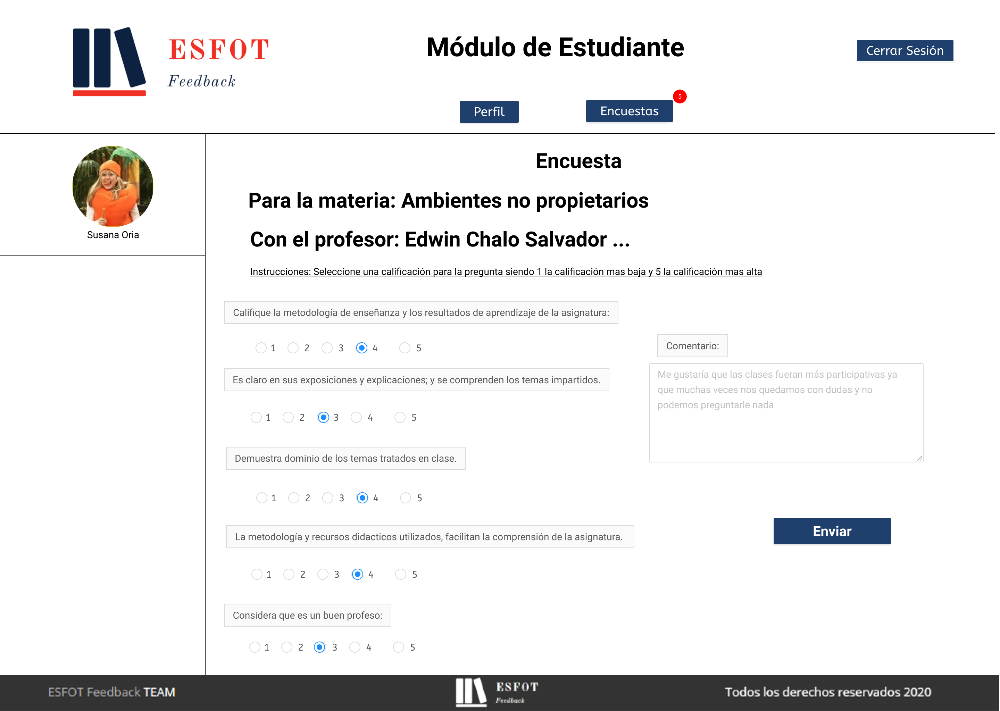 ESFOT
Feedback
Módulo de Estudiante
Cerrar Sesión
Perfil
Encuestas
5
Susana Oria
Encuesta
Para la materia: Ambientes no propietarios
Con el profesor: Edwin Chalo Salvador ...
Instrucciones: Seleccione una calificación para la pregunta siendo 1 la calificación mas baja y 5 la calificación mas alta
Califique la metodología de enseñanza y los resultados de aprendizaje de la asignatura:
1 2 3 4 5
Es claro en sus exposiciones y explicaciones; y se comprenden los temas impartidos.
1 2 3 4 5
Demuestra dominio de los temas tratados en clase.
1 2 3 4 5
La metodología y recursos didacticos utilizados, facilitan la comprensión de la asignatura.
1 2 3 4 5
Considera que es un buen profeso:
1 2 3 4 5
Comentario:
Me gustaría que las clases fueran más participativas ya
que muchas veces nos quedamos con dudas y no
podemos preguntarle nada
Enviar
ESFOT Feedback TEAM
ESFOT
Feedback
Todos los derechos reservados 2020